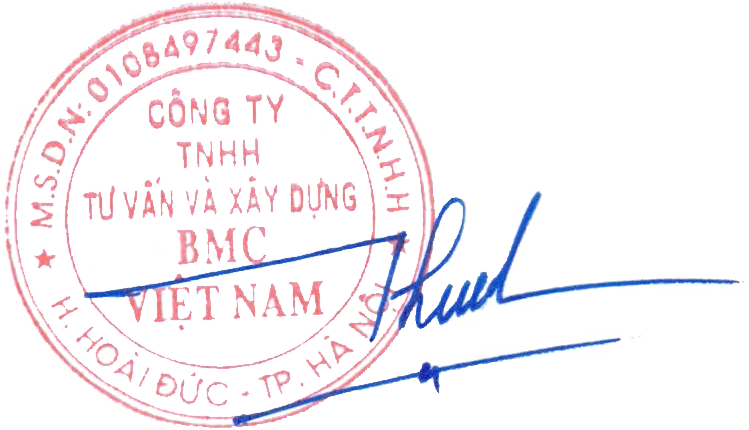 M.S.D.N: 0108497443 - C.T.T.N.H.H
CÔNG TY
TNHH
TƯ VẤN VÀ XÂY DỰNG
BMC
VIỆT NAM
H. HOÀI ĐỨC - TP. HÀ NỘI